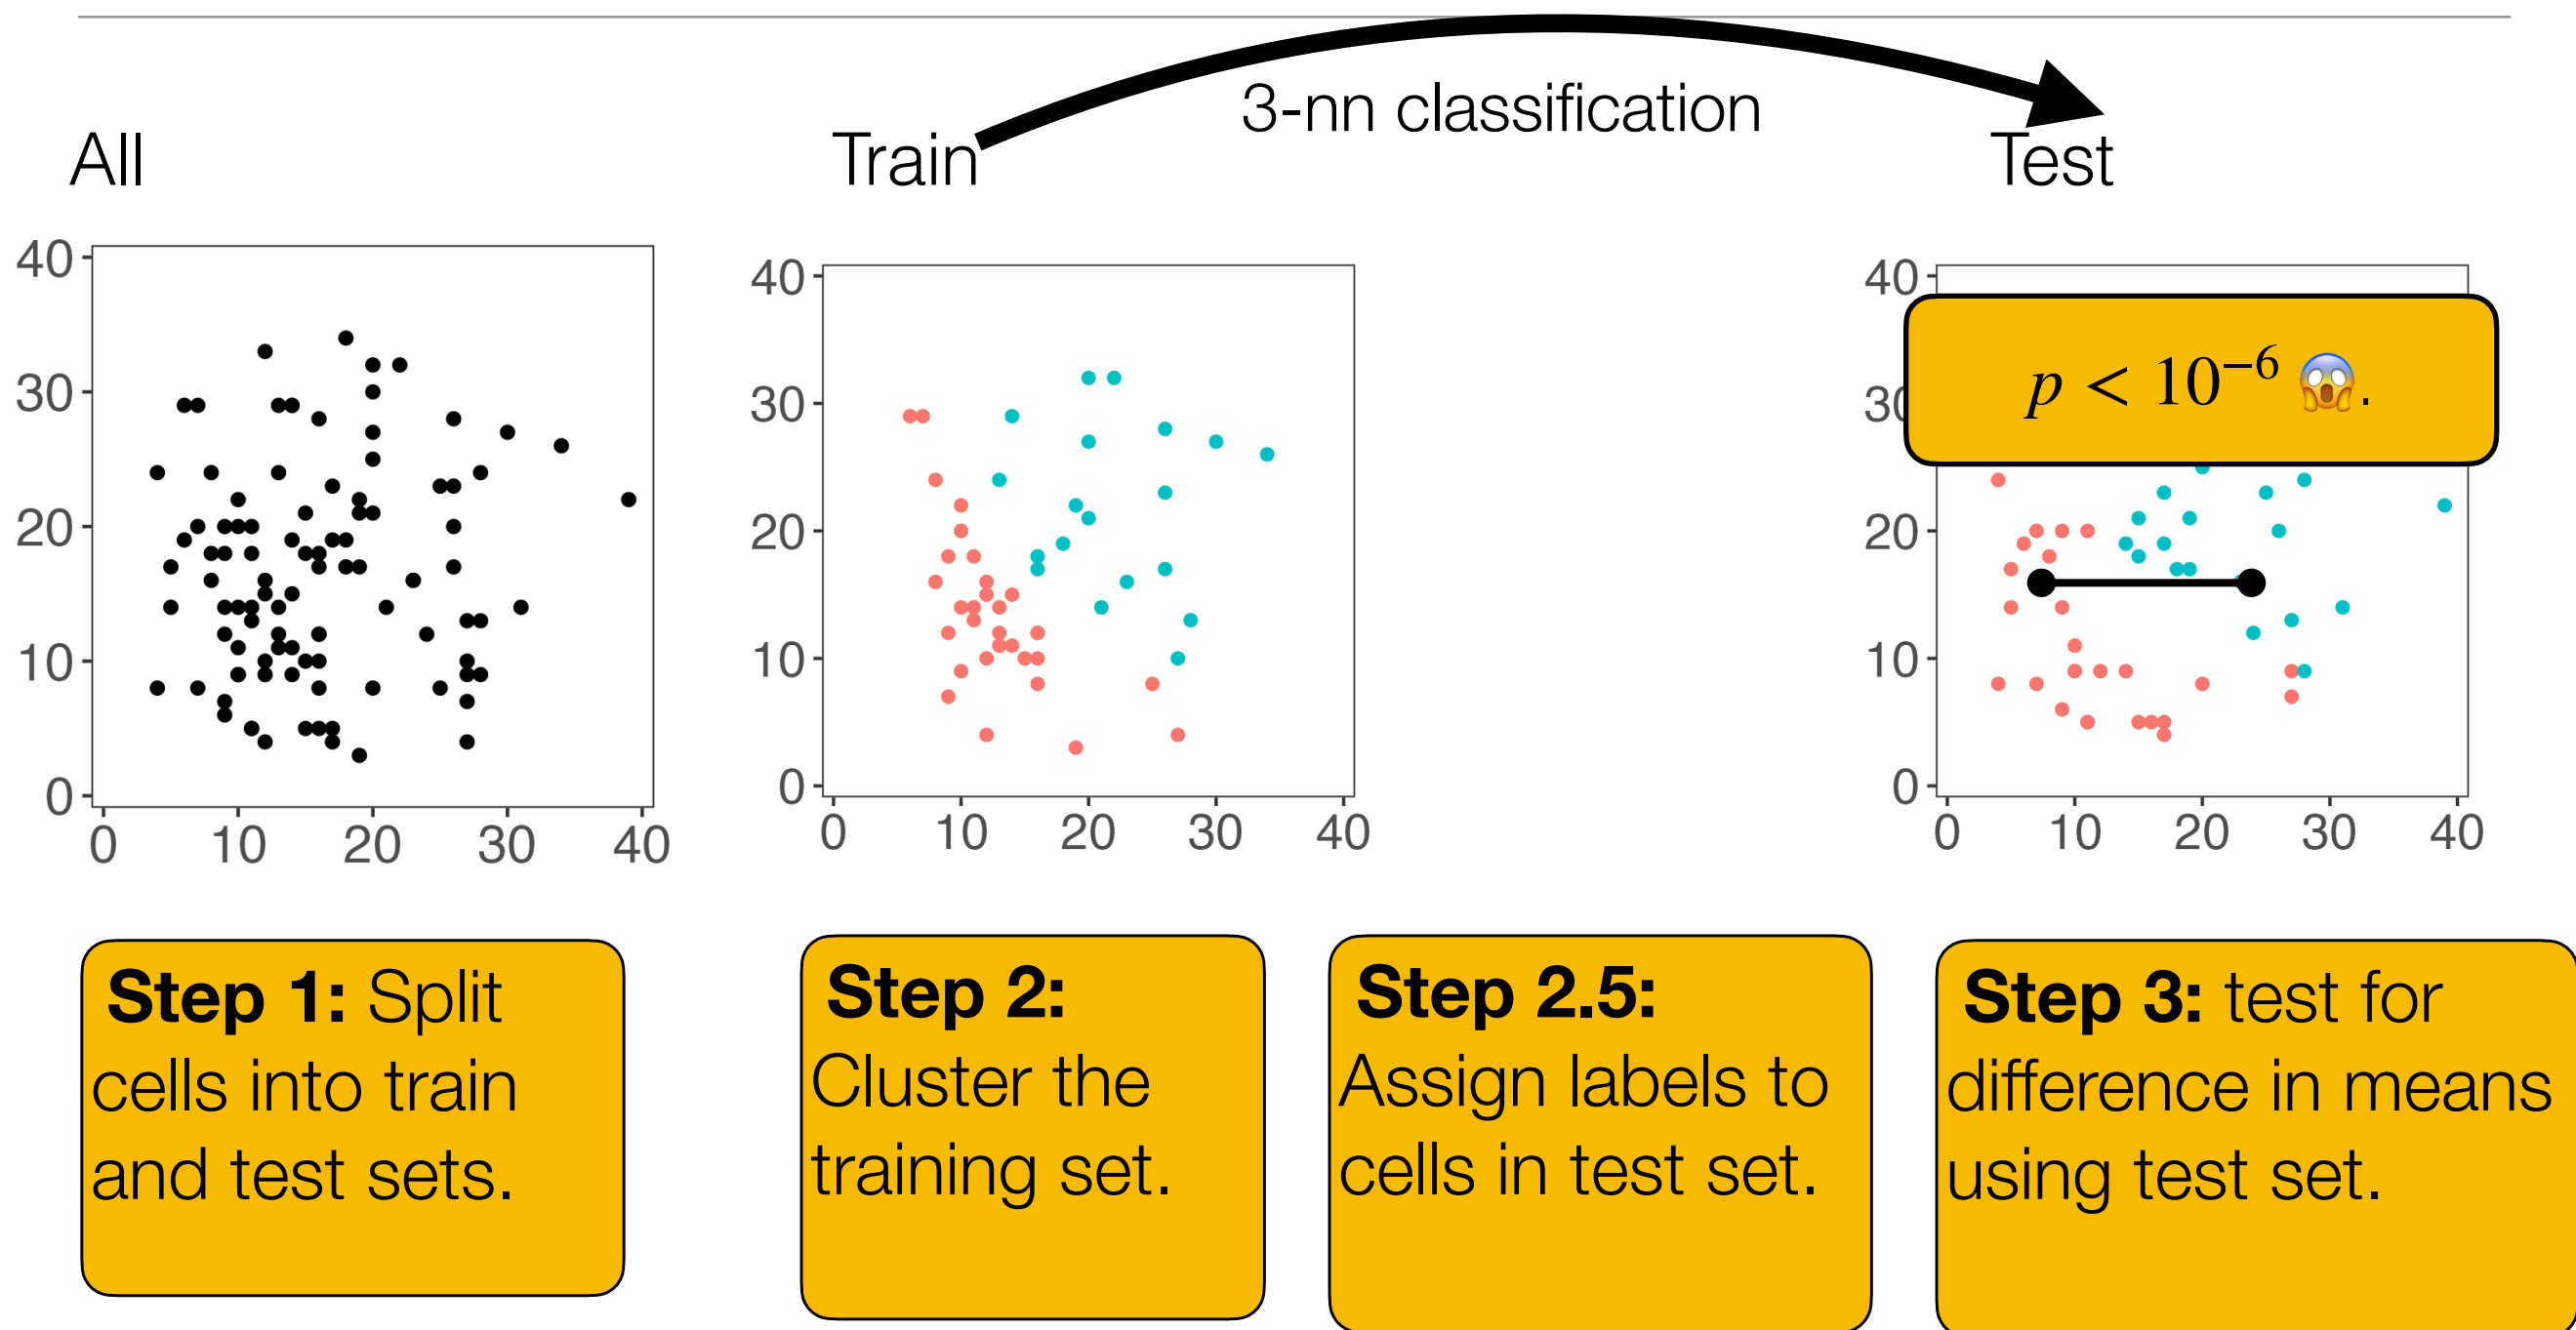 3-nn classification
All
Train
Test
40
30
20
10
0
0 10 20 30 40
40
30
20
10
0
0 10 20 30 40
40
30
20
10
0
0 10 20 30 40
p < 10⁻⁶ 😱.
Step 1: Split
cells into train
and test sets.
Step 2:
Cluster the
training set.
Step 2.5:
Assign labels to
cells in test set.
Step 3: test for
difference in means
using test set.